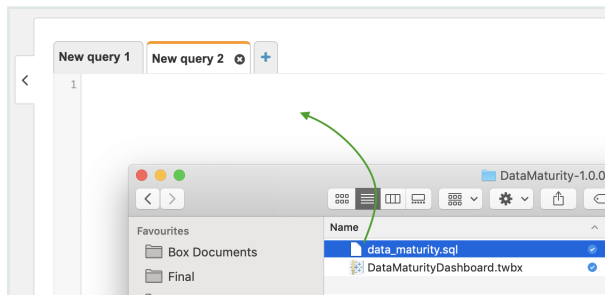 New query 1
New query 2
+
1
DataMaturity-1.0.0
Favourites
Name
Box Documents
data_maturity.sql
Final
DataMaturityDashboard.twbx